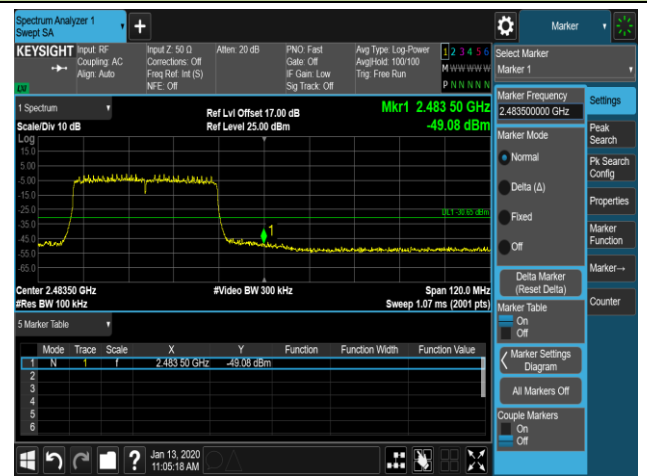 Spectrum Analyzer 1
Swept SA
+
Marker
KEYSIGHT
Input: RF
Coupling: AC
Align: Auto
Input Z: 50 Ω
Corrections: Off
Freq Ref: Int (S)
NFE: Off
Atten: 20 dB
PNO: Fast
Gate: Off
IF Gain: Low
Sig Track: Off
Avg Type: Log-Power
Avg|Hold: 100/100
Trig: Free Run
1 2 3 4 5 6
M W W W W W
P N N N N N
LXI
1 Spectrum
Scale/Div 10 dB
Ref Lvl Offset 17.00 dB
Ref Level 25.00 dBm
Mkr1 2.483 50 GHz
-49.08 dBm
Log
15.0
5.00
-5.00
-15.0
-25.0
-35.0
-45.0
-55.0
-65.0
DL1 -30.65 dBm
1
Center 2.48350 GHz
#Res BW 100 kHz
#Video BW 300 kHz
Span 120.0 MHz
Sweep 1.07 ms (2001 pts)
5 Marker Table
Mode Trace Scale X Y Function Function Width Function Value
1 N 1 f 2.483 50 GHz -49.08 dBm
2
3
4
5
6
?
Jan 13, 2020
11:05:18 AM
Select Marker
Marker 1
Marker Frequency
2.483500000 GHz
Marker Mode
Normal
Delta (Δ)
Fixed
Off
Delta Marker
(Reset Delta)
Marker Table
On
Off
Marker Settings
Diagram
All Markers Off
Couple Markers
On
Off
Settings
Peak
Search
Pk Search
Config
Properties
Marker
Function
Marker→
Counter